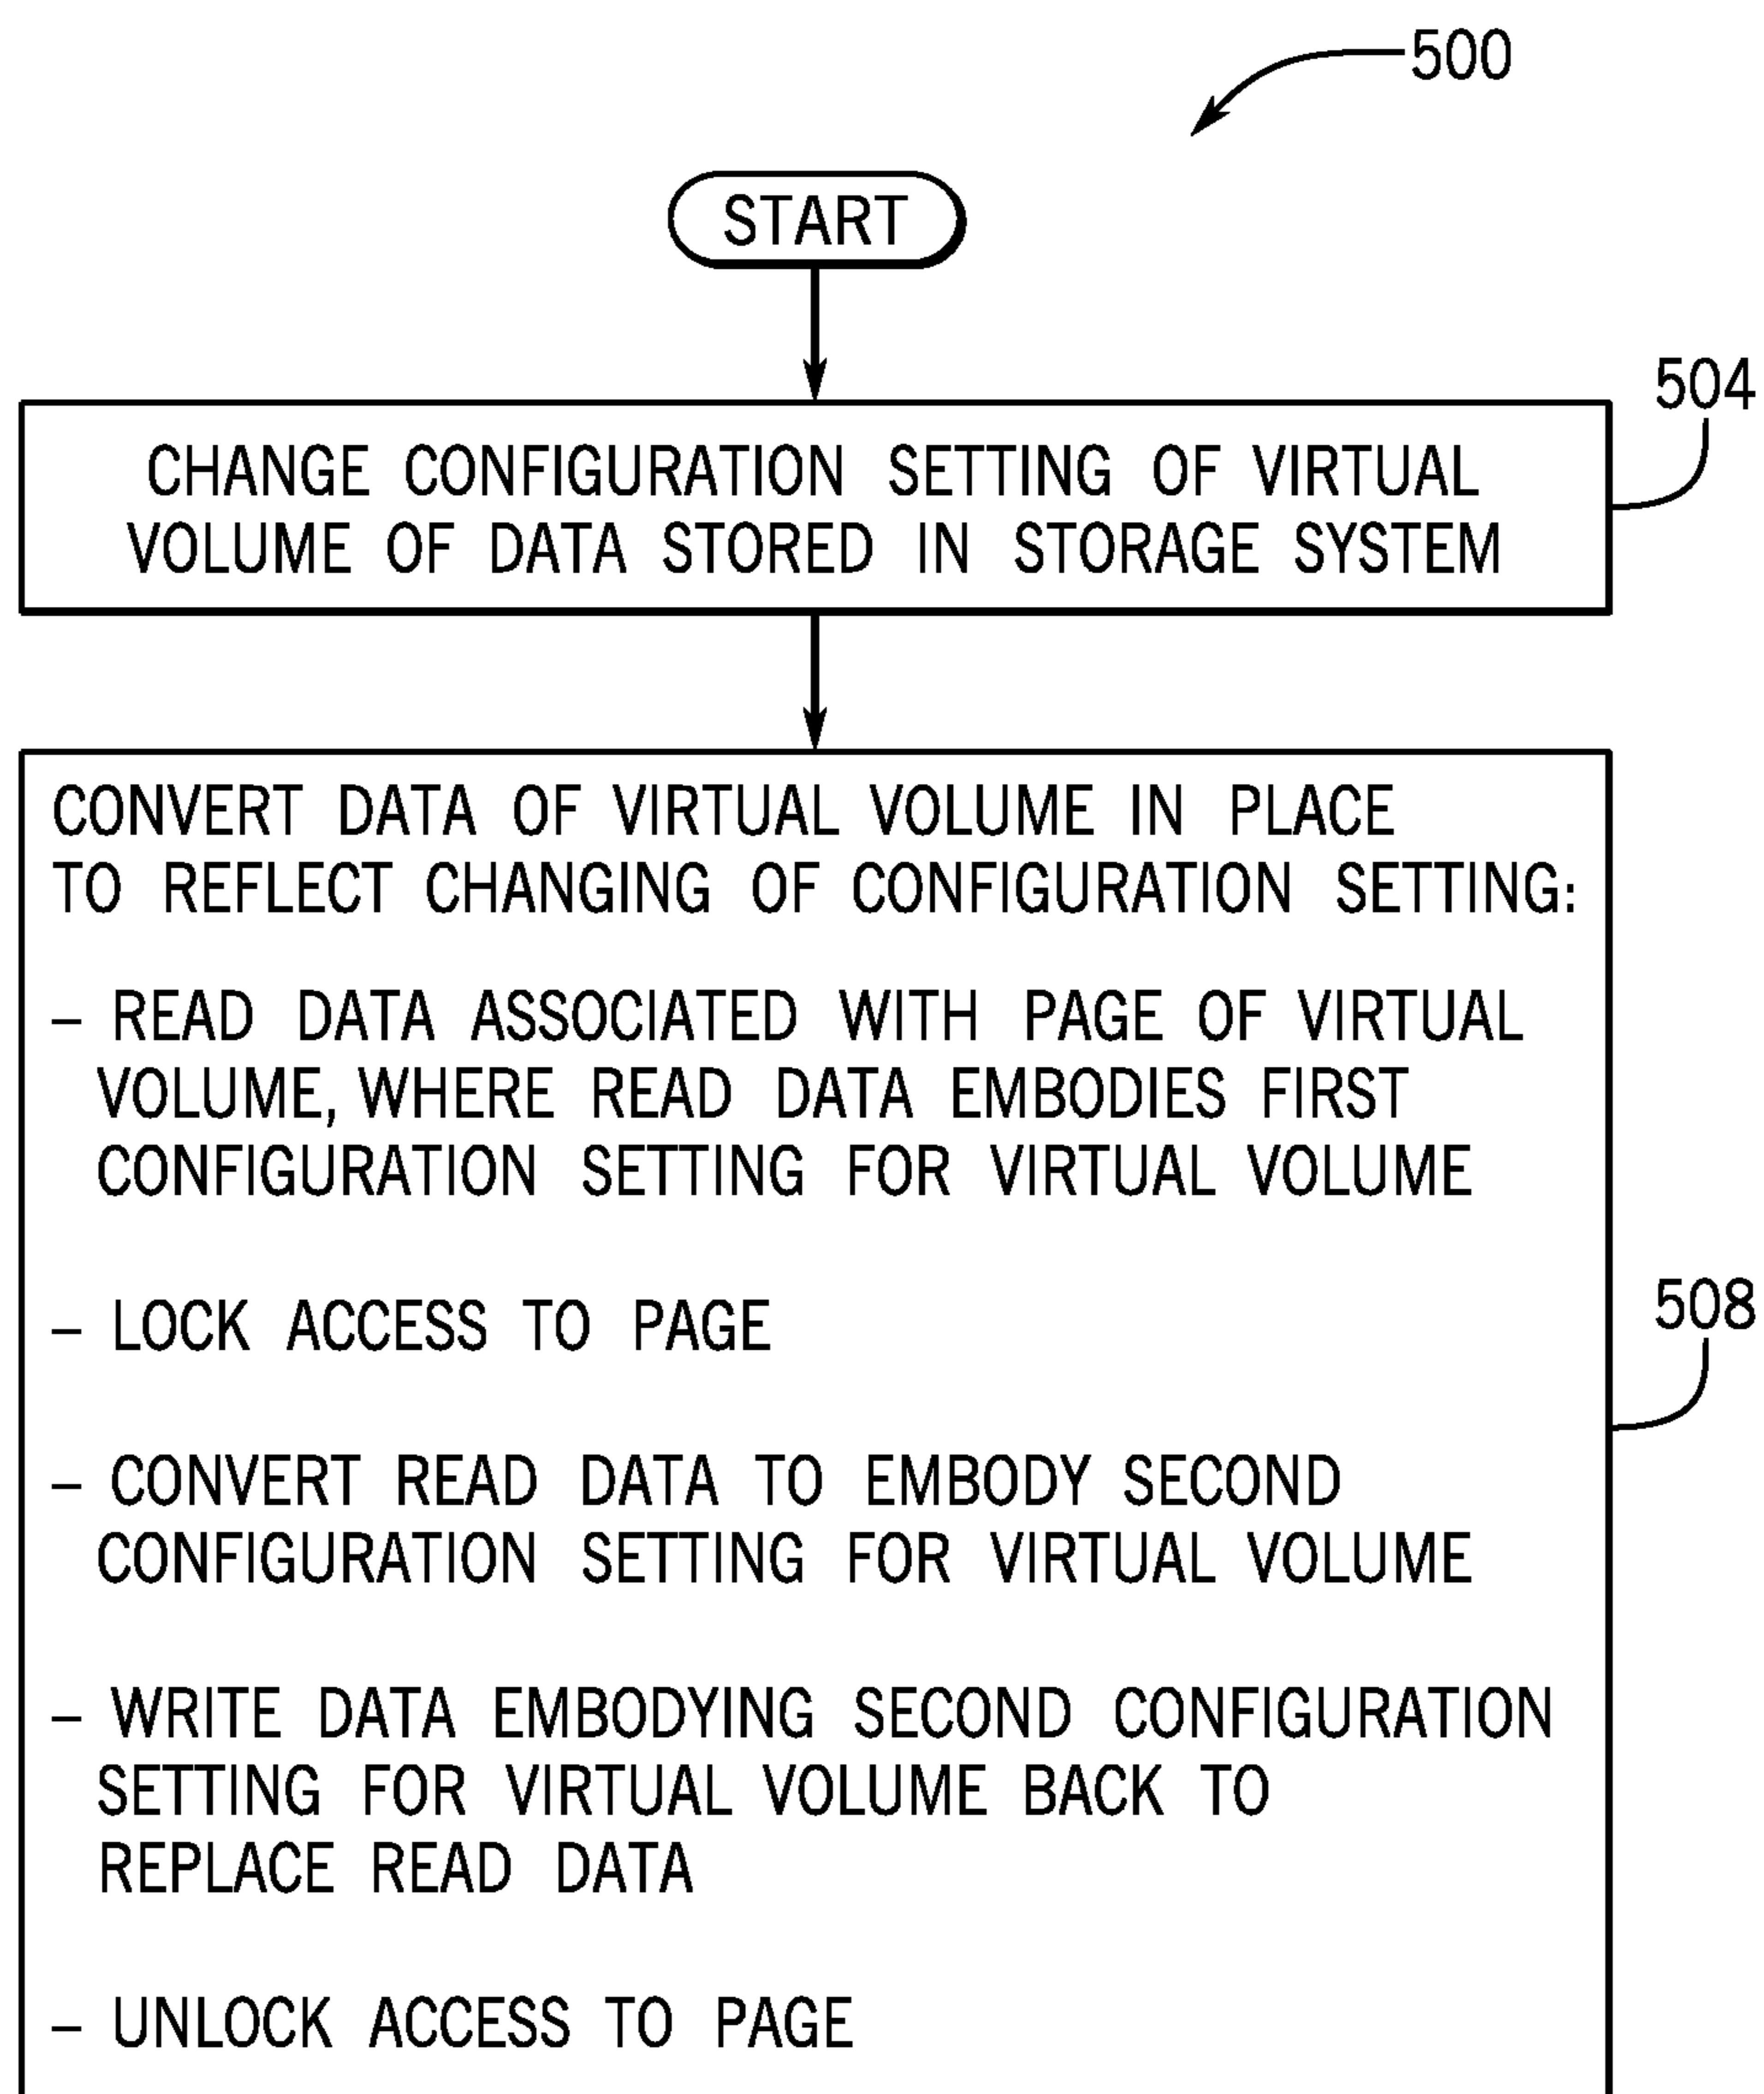 500
START
504
CHANGE CONFIGURATION SETTING OF VIRTUAL
VOLUME OF DATA STORED IN STORAGE SYSTEM
CONVERT DATA OF VIRTUAL VOLUME IN PLACE
TO REFLECT CHANGING OF CONFIGURATION SETTING:
– READ DATA ASSOCIATED WITH PAGE OF VIRTUAL
VOLUME, WHERE READ DATA EMBODIES FIRST
CONFIGURATION SETTING FOR VIRTUAL VOLUME
– LOCK ACCESS TO PAGE
508
– CONVERT READ DATA TO EMBODY SECOND
CONFIGURATION SETTING FOR VIRTUAL VOLUME
– WRITE DATA EMBODYING SECOND CONFIGURATION
SETTING FOR VIRTUAL VOLUME BACK TO
REPLACE READ DATA
– UNLOCK ACCESS TO PAGE